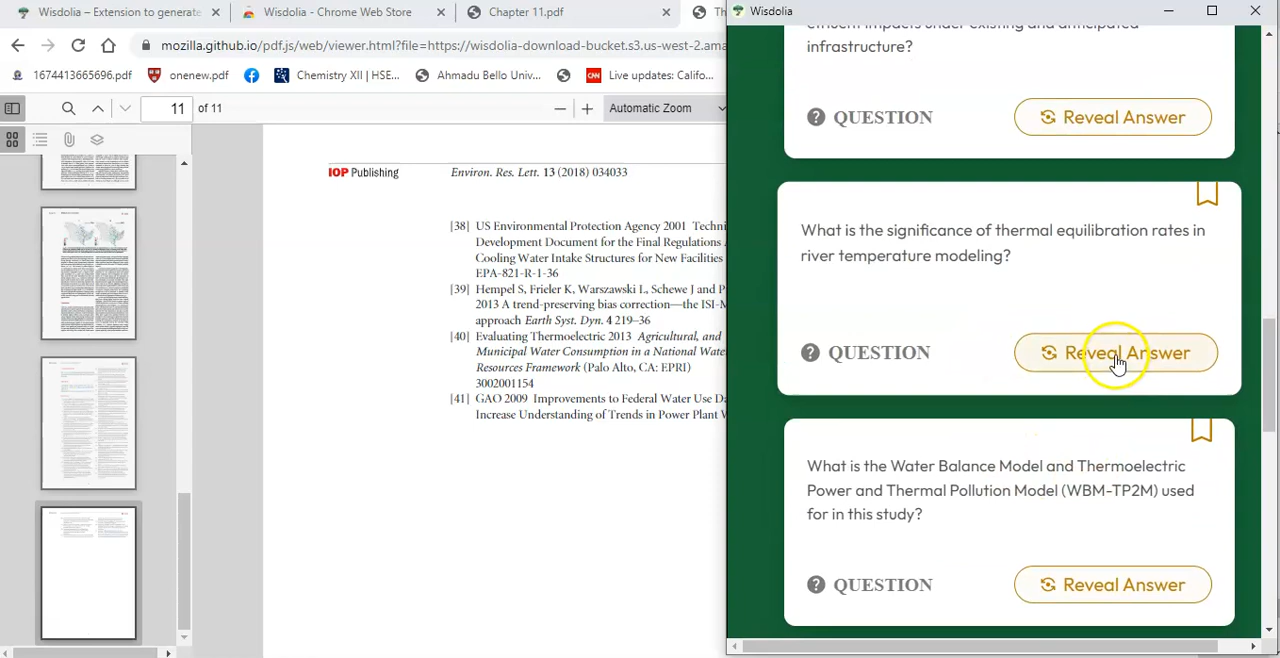 Wisdolia – Extension to generate
Wisdolia - Chrome Web Store
Chapter 11.pdf
Th
Wisdolia
mozilla.github.io/pdf.js/web/viewer.html?file=https://wisdolia-download-bucket.s3.us-west-2.ama
1674413665696.pdf
onenew.pdf
Chemistry XII | HSE...
Ahmadu Bello Univ...
CNN
Live updates: Califo...
11
of 11
Automatic Zoom
IOP Publishing
Environ. Res. Lett. 13 (2018) 034033
[38] US Environmental Protection Agency 2001 Techni
Development Document for the Final Regulations
Cooling Water Intake Structures for New Facilities
EPA-821-R-1-36
[39] Hempel S, Frieler K, Warszawski L, Schewe J and P
2013 A trend-preserving bias correction—the ISI-M
approach Earth Syst. Dyn. 4 219–36
[40] Evaluating Thermoelectric 2013 Agricultural, and
Municipal Water Consumption in a National Wate
Resources Framework (Palo Alto, CA: EPRI)
3002001154
[41] GAO 2009 Improvements to Federal Water Use Da
Increase Understanding of Trends in Power Plant W
effluent impacts under existing and anticipated
infrastructure?
QUESTION
Reveal Answer
What is the significance of thermal equilibration rates in
river temperature modeling?
QUESTION
Reveal Answer
What is the Water Balance Model and Thermoelectric
Power and Thermal Pollution Model (WBM-TP2M) used
for in this study?
QUESTION
Reveal Answer